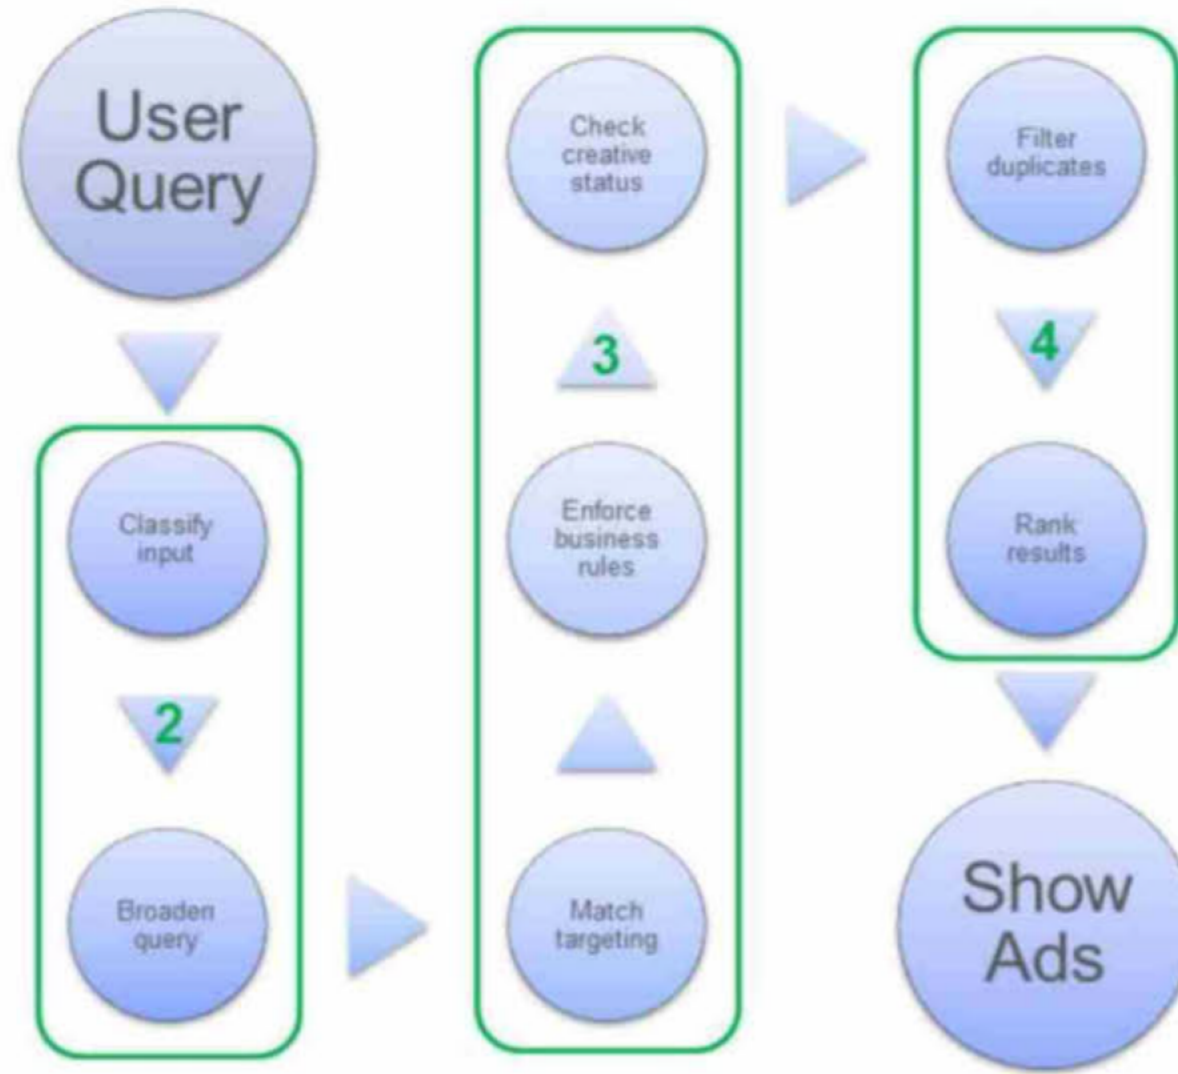 User
Query
Classify
input
2
Broaden
query
Match
targeting
Enforce
business
rules
3
Check
creative
status
Filter
duplicates
4
Rank
results
Show
Ads